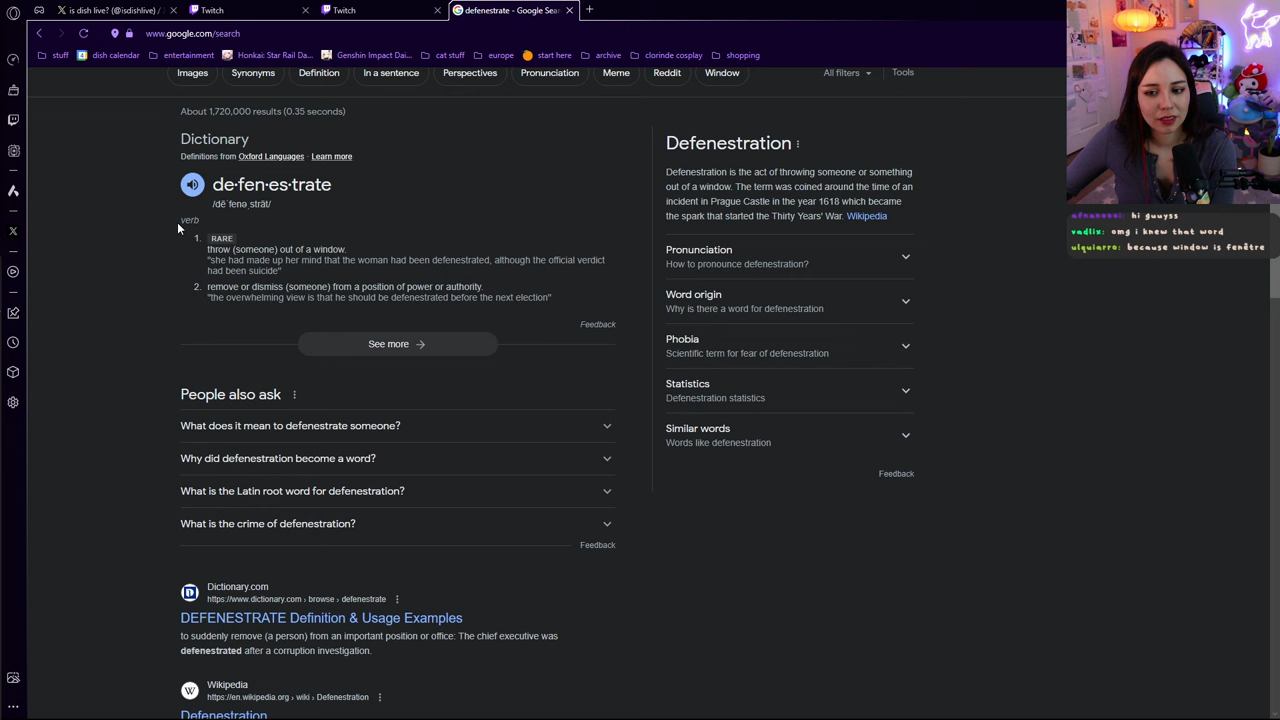 is dish live? (@isdishlive) /
Twitch
Twitch
defenestrate - Google Sear
www.google.com/search
stuff
dish calendar
entertainment
Honkai: Star Rail Da...
Genshin Impact Dai...
cat stuff
europe
start here
archive
clorinde cosplay
shopping
Images
Synonyms
Definition
In a sentence
Perspectives
Pronunciation
Meme
Reddit
Window
All filters
Tools
About 1,720,000 results (0.35 seconds)
Dictionary
Definitions from Oxford Languages · Learn more
de·fen·es·trate
/dēˈfenəˌstrāt/
verb
1. RARE
throw (someone) out of a window.
"she had made up her mind that the woman had been defenestrated, although the official verdict
had been suicide"
2. remove or dismiss (someone) from a position of power or authority.
"the overwhelming view is that he should be defenestrated before the next election"
Feedback
See more
People also ask
What does it mean to defenestrate someone?
Why did defenestration become a word?
What is the Latin root word for defenestration?
What is the crime of defenestration?
Feedback
Dictionary.com
https://www.dictionary.com › browse › defenestrate
DEFENESTRATE Definition & Usage Examples
to suddenly remove (a person) from an important position or office: The chief executive was
defenestrated after a corruption investigation.
Wikipedia
https://en.wikipedia.org › wiki › Defenestration
Defenestration
Defenestration
Defenestration is the act of throwing someone or something
out of a window. The term was coined around the time of an
incident in Prague Castle in the year 1618 which became
the spark that started the Thirty Years' War. Wikipedia
Pronunciation
How to pronounce defenestration?
Word origin
Why is there a word for defenestration
Phobia
Scientific term for fear of defenestration
Statistics
Defenestration statistics
Similar words
Words like defenestration
Feedback
hi guuyss
vadlix: omg i knew that word
ulquiarro: because window is fenêtre